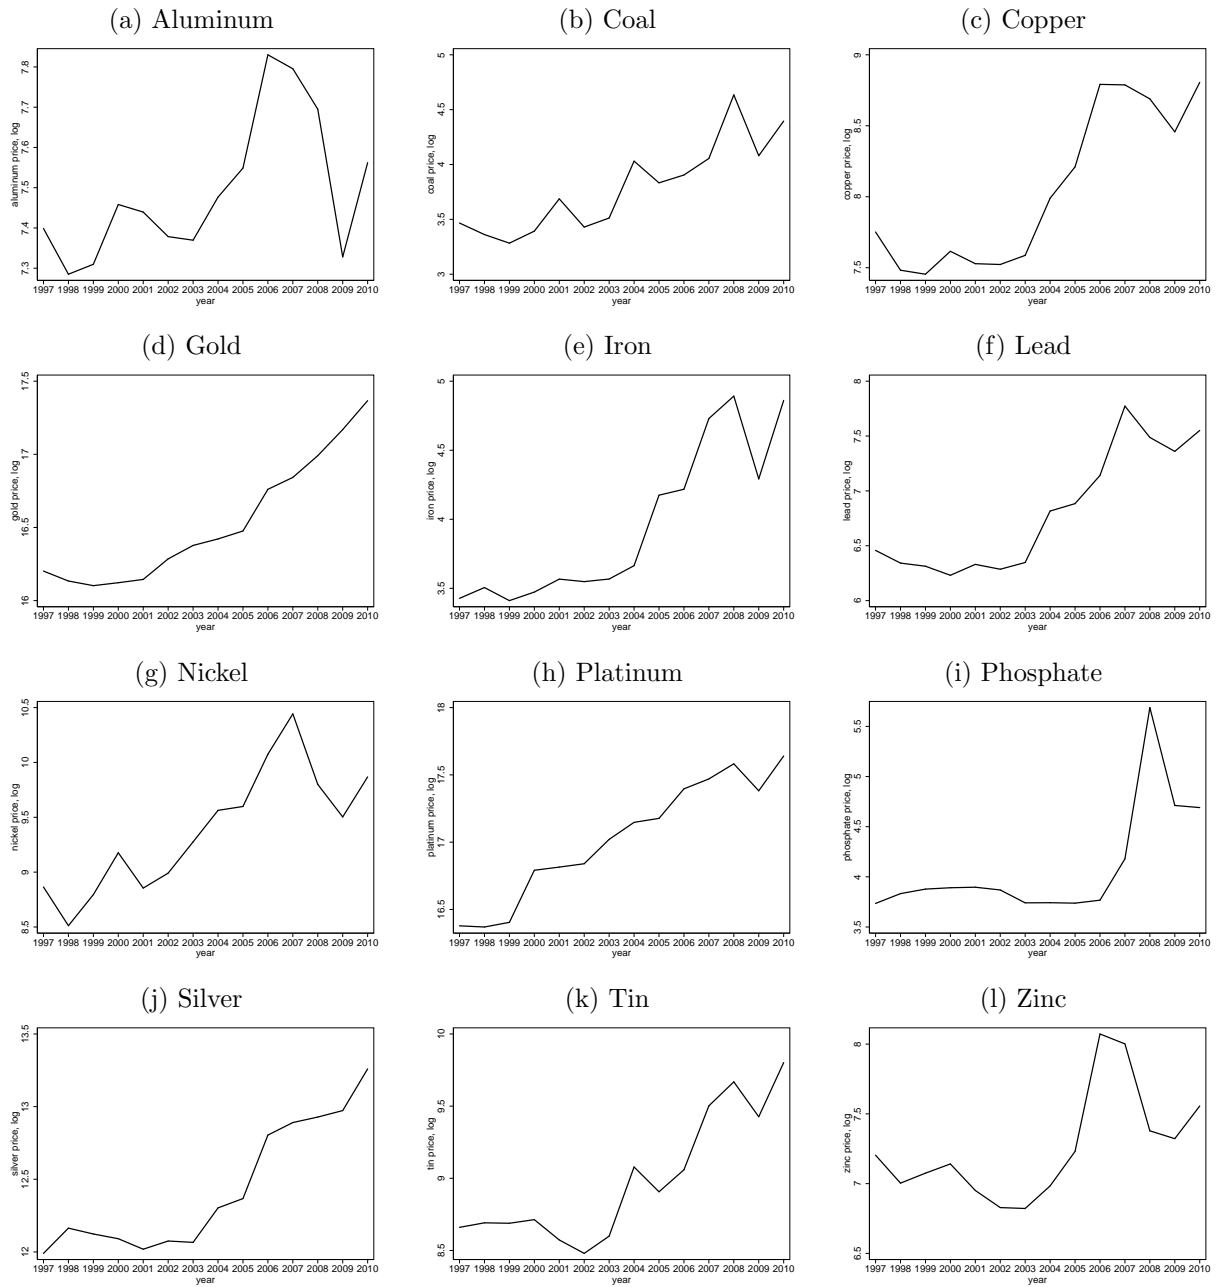 (a) Aluminum
(b) Coal
(c) Copper
aluminum price, log
7.3 7.4 7.5 7.6 7.7 7.8
1997 1998 1999 2000 2001 2002 2003 2004 2005 2006 2007 2008 2009 2010
year
coal price, log
3 3.5 4 4.5 5
1997 1998 1999 2000 2001 2002 2003 2004 2005 2006 2007 2008 2009 2010
year
copper price, log
7.5 8 8.5 9
1997 1998 1999 2000 2001 2002 2003 2004 2005 2006 2007 2008 2009 2010
year
(d) Gold
(e) Iron
(f) Lead
gold price, log
16 16.5 17 17.5
1997 1998 1999 2000 2001 2002 2003 2004 2005 2006 2007 2008 2009 2010
year
iron price, log
3.5 4 4.5 5
1997 1998 1999 2000 2001 2002 2003 2004 2005 2006 2007 2008 2009 2010
year
lead price, log
6 6.5 7 7.5 8
1997 1998 1999 2000 2001 2002 2003 2004 2005 2006 2007 2008 2009 2010
year
(g) Nickel
(h) Platinum
(i) Phosphate
nickel price, log
8.5 9 9.5 10 10.5
1997 1998 1999 2000 2001 2002 2003 2004 2005 2006 2007 2008 2009 2010
year
platinum price, log
16.5 17 17.5 18
1997 1998 1999 2000 2001 2002 2003 2004 2005 2006 2007 2008 2009 2010
year
phosphate price, log
3.5 4 4.5 5 5.5
1997 1998 1999 2000 2001 2002 2003 2004 2005 2006 2007 2008 2009 2010
year
(j) Silver
(k) Tin
(l) Zinc
silver price, log
12 12.5 13 13.5
1997 1998 1999 2000 2001 2002 2003 2004 2005 2006 2007 2008 2009 2010
year
tin price, log
8.5 9 9.5 10
1997 1998 1999 2000 2001 2002 2003 2004 2005 2006 2007 2008 2009 2010
year
zinc price, log
6.5 7 7.5 8
1997 1998 1999 2000 2001 2002 2003 2004 2005 2006 2007 2008 2009 2010
year